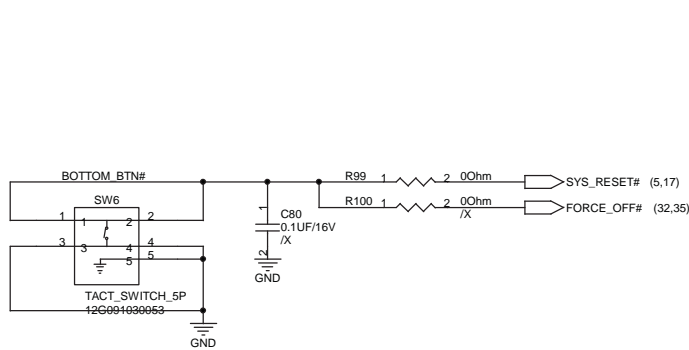 BOTTOM_BTN#
R99 1 2 0Ohm
SYS_RESET# (5,17)
SW6
R100 1 2 0Ohm
/X
FORCE_OFF# (32,35)
1 1 2 2
3 3 4 4
5 5
1
C80
0.1UF/16V
/X
2
GND
TACT_SWITCH_5P
12G091030053
GND